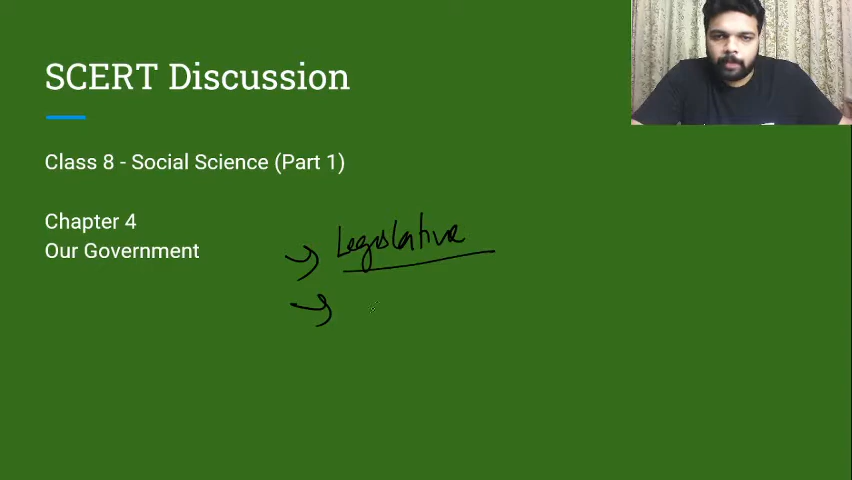 SCERT Discussion
Class 8 - Social Science (Part 1)
Chapter 4
Our Government
Legislative